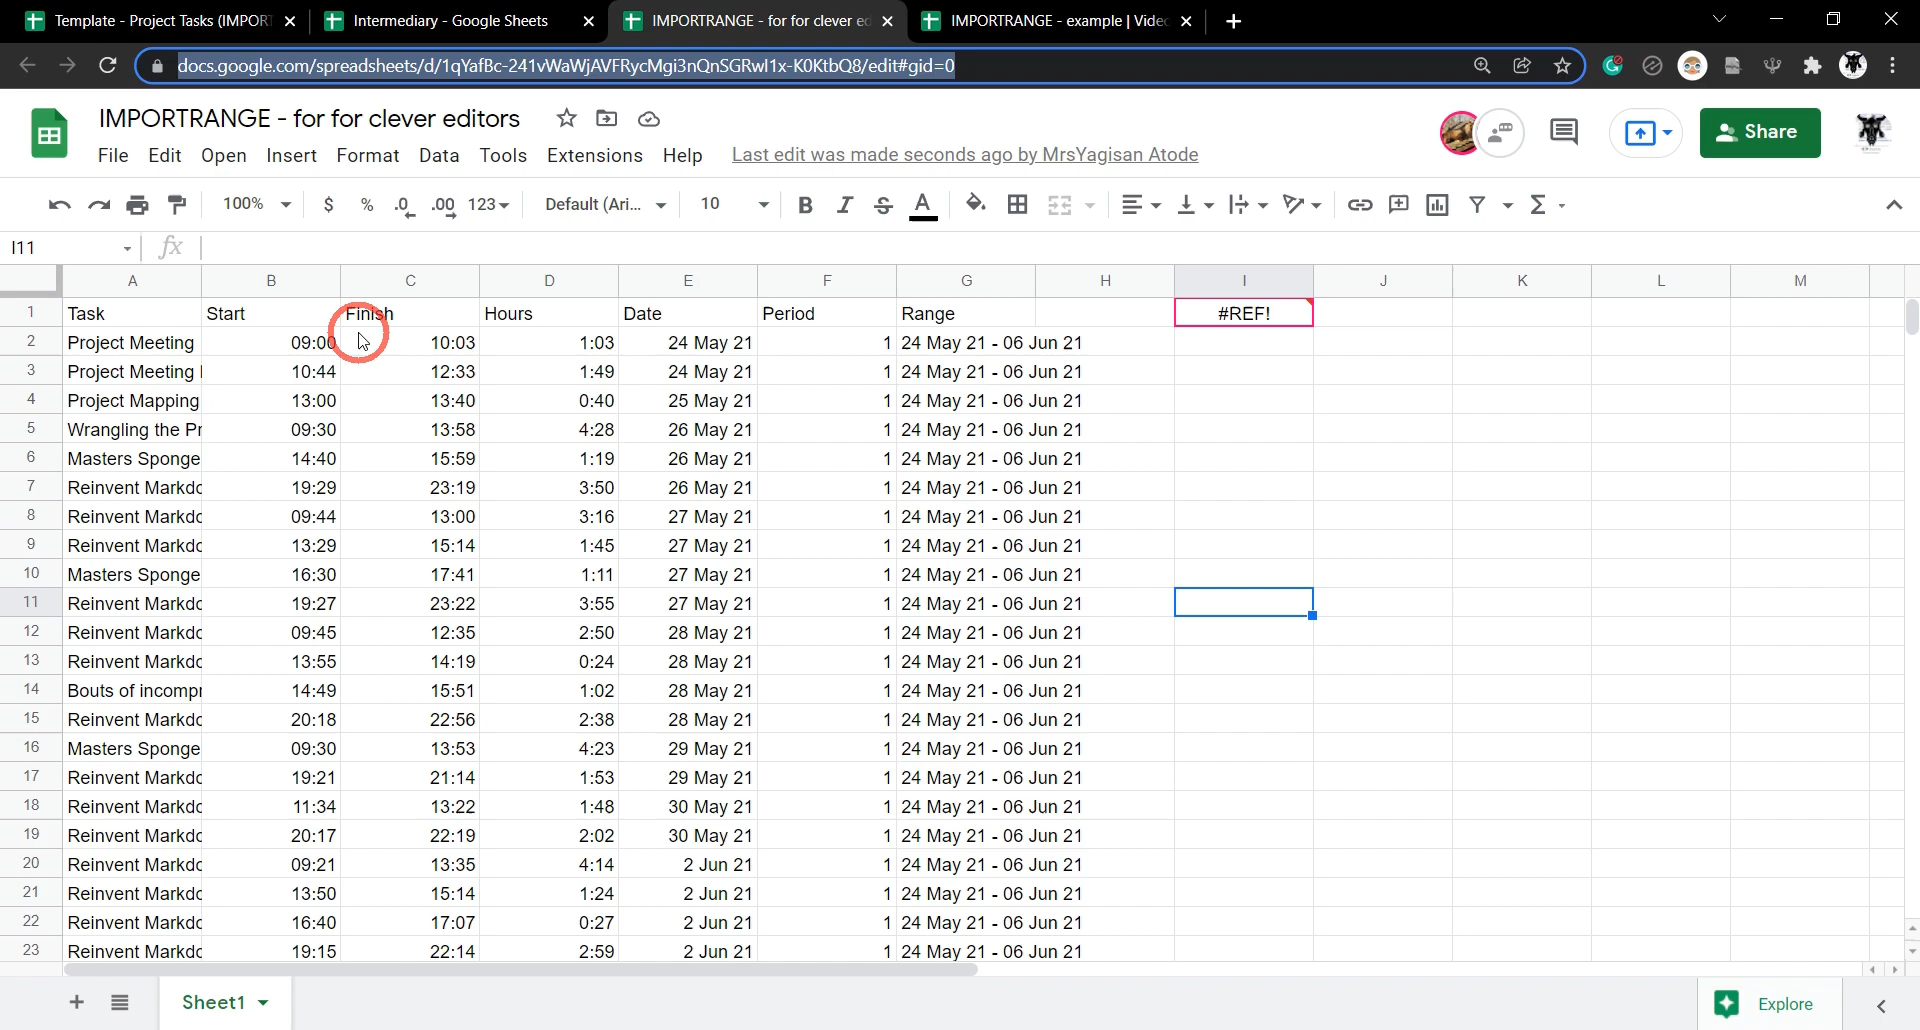 Template - Project Tasks (IMPOR
Intermediary - Google Sheets
IMPORTRANGE - for for clever ed
IMPORTRANGE - example | Vide
docs.google.com/spreadsheets/d/1qYafBc-241vWaWjAVFRycMgi3nQnSGRwI1x-K0KtbQ8/edit#gid=0
IMPORTRANGE - for for clever editors
File Edit Open Insert Format Data Tools Extensions Help Last edit was made seconds ago by MrsYagisan Atode
Share
100% $ % .0 .00 123 Default (Ari... 10 B I S A Σ
I11 fx
A B C D E F G H I J K L M
1 Task Start Finish Hours Date Period Range #REF!
2 Project Meeting 09:00 10:03 1:03 24 May 21 1 24 May 21 - 06 Jun 21
3 Project Meeting 10:44 12:33 1:49 24 May 21 1 24 May 21 - 06 Jun 21
4 Project Mapping 13:00 13:40 0:40 25 May 21 1 24 May 21 - 06 Jun 21
5 Wrangling the Pr 09:30 13:58 4:28 26 May 21 1 24 May 21 - 06 Jun 21
6 Masters Sponge 14:40 15:59 1:19 26 May 21 1 24 May 21 - 06 Jun 21
7 Reinvent Markdo 19:29 23:19 3:50 26 May 21 1 24 May 21 - 06 Jun 21
8 Reinvent Markdo 09:44 13:00 3:16 27 May 21 1 24 May 21 - 06 Jun 21
9 Reinvent Markdo 13:29 15:14 1:45 27 May 21 1 24 May 21 - 06 Jun 21
10 Masters Sponge 16:30 17:41 1:11 27 May 21 1 24 May 21 - 06 Jun 21
11 Reinvent Markdo 19:27 23:22 3:55 27 May 21 1 24 May 21 - 06 Jun 21
12 Reinvent Markdo 09:45 12:35 2:50 28 May 21 1 24 May 21 - 06 Jun 21
13 Reinvent Markdo 13:55 14:19 0:24 28 May 21 1 24 May 21 - 06 Jun 21
14 Bouts of incompr 14:49 15:51 1:02 28 May 21 1 24 May 21 - 06 Jun 21
15 Reinvent Markdo 20:18 22:56 2:38 28 May 21 1 24 May 21 - 06 Jun 21
16 Masters Sponge 09:30 13:53 4:23 29 May 21 1 24 May 21 - 06 Jun 21
17 Reinvent Markdo 19:21 21:14 1:53 29 May 21 1 24 May 21 - 06 Jun 21
18 Reinvent Markdo 11:34 13:22 1:48 30 May 21 1 24 May 21 - 06 Jun 21
19 Reinvent Markdo 20:17 22:19 2:02 30 May 21 1 24 May 21 - 06 Jun 21
20 Reinvent Markdo 09:21 13:35 4:14 2 Jun 21 1 24 May 21 - 06 Jun 21
21 Reinvent Markdo 13:50 15:14 1:24 2 Jun 21 1 24 May 21 - 06 Jun 21
22 Reinvent Markdo 16:40 17:07 0:27 2 Jun 21 1 24 May 21 - 06 Jun 21
23 Reinvent Markdo 19:15 22:14 2:59 2 Jun 21 1 24 May 21 - 06 Jun 21
Sheet1
Explore